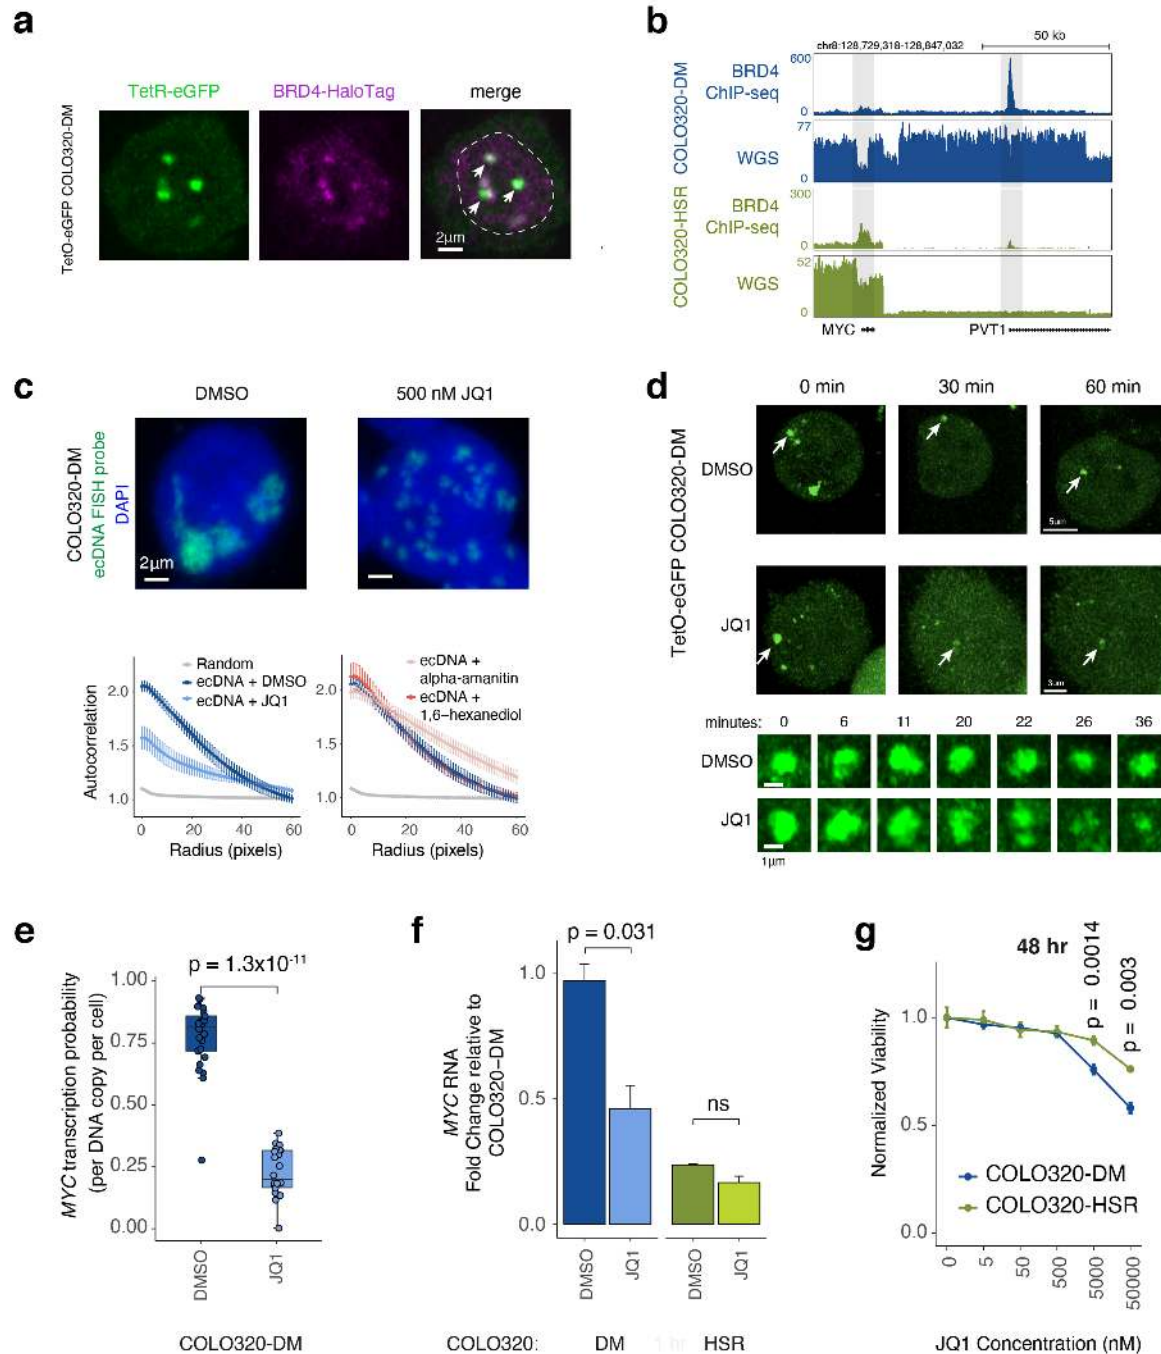 a
TetR-eGFP
BRD4-HaloTag
merge
TetO-eGFP COLO320-DM
2µm
b
50 kb
chr8:128,729,318-128,847,032
COLO320-DM
600
BRD4
ChIP-seq
0
77
WGS
0
COLO320-HSR
300
BRD4
ChIP-seq
0
52
WGS
0
MYC
PVT1
c
DMSO
500 nM JQ1
COLO320-DM
ecDNA FISH probe
DAPI
2µm
Autocorrelation
2.0
1.5
1.0
Random
ecDNA + DMSO
ecDNA + JQ1
0
20
40
60
Radius (pixels)
2.0
1.5
1.0
ecDNA +
alpha-amanitin
ecDNA +
1,6-hexanediol
0
20
40
60
Radius (pixels)
d
0 min
30 min
60 min
TetO-eGFP COLO320-DM
DMSO
5µm
JQ1
3µm
minutes:
0
6
11
20
22
26
36
DMSO
JQ1
1µm
e
p = 1.3x10-11
MYC transcription probability
(per DNA copy per cell)
1.00
0.75
0.50
0.25
0.00
DMSO
JQ1
COLO320-DM
f
p = 0.031
MYC RNA
Fold Change relative to
COLO320-DM
1.0
0.5
0.0
ns
DMSO
JQ1
DMSO
JQ1
COLO320:
DM
1 hr
HSR
g
48 hr
p = 0.0014
p = 0.003
Normalized Viability
1.0
0.5
0.0
COLO320-DM
COLO320-HSR
0
5
50
500
5000
50000
JQ1 Concentration (nM)